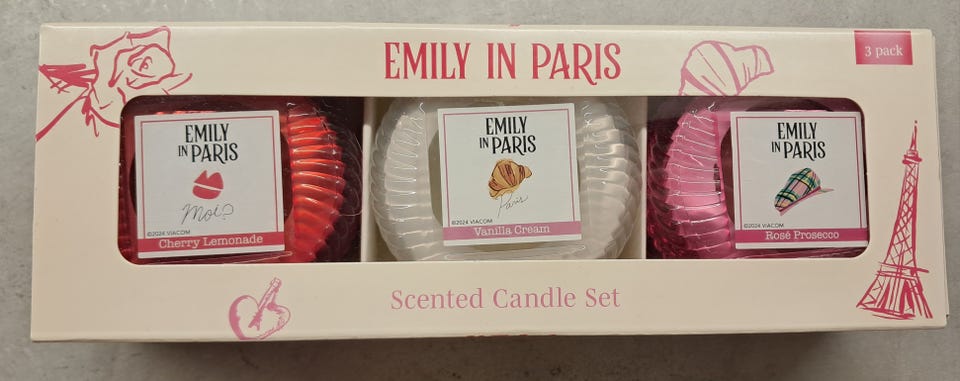 EMILY IN PARIS
3 pack
EMILY
IN PARIS
Moi?
©2024 VIACOM
Cherry Lemonade
EMILY
IN PARIS
Paris
©2024 VIACOM
Vanilla Cream
EMILY
IN PARIS
©2024 VIACOM
Rosé Prosecco
Scented Candle Set